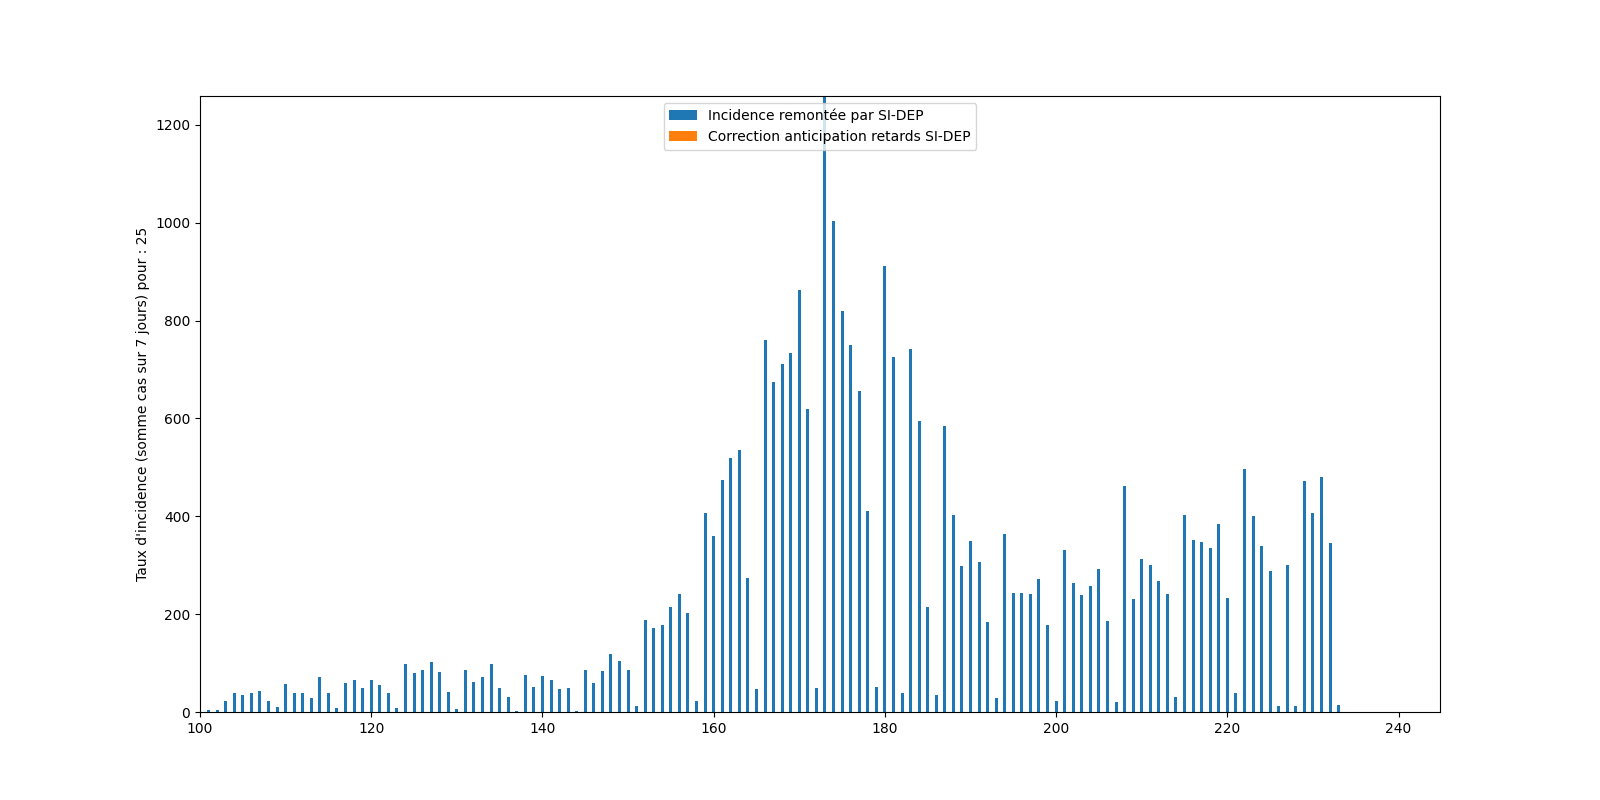 Incidence remontée par SI-DEP
Correction anticipation retards SI-DEP
Taux d'incidence (somme cas sur 7 jours) pour : 25
1200
1000
800
600
400
200
0
100 120 140 160 180 200 220 240